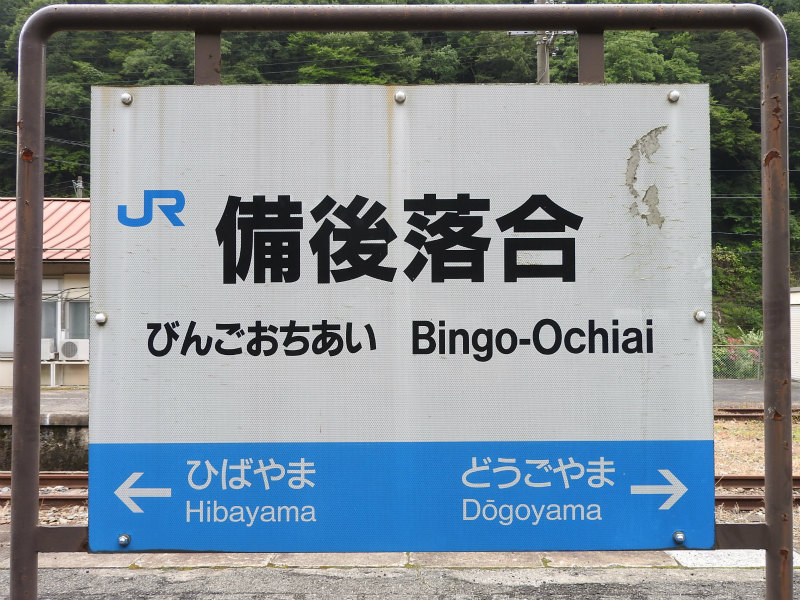 JR 備後落合
びんごおちあい Bingo-Ochiai
← ひばやま どうごやま →
Hibayama Dōgoyama